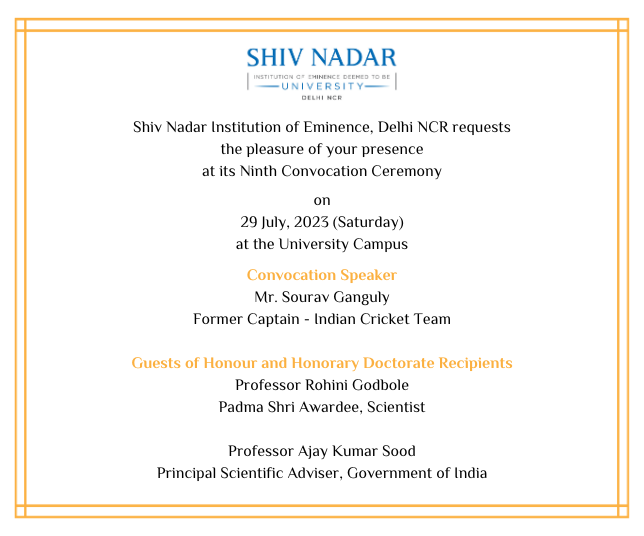 SHIV NADAR
INSTITUTION OF EMINENCE DEEMED TO BE
UNIVERSITY
DELHI NCR
Shiv Nadar Institution of Eminence, Delhi NCR requests
the pleasure of your presence
at its Ninth Convocation Ceremony
on
29 July, 2023 (Saturday)
at the University Campus
Convocation Speaker
Mr. Sourav Ganguly
Former Captain - Indian Cricket Team
Guests of Honour and Honorary Doctorate Recipients
Professor Rohini Godbole
Padma Shri Awardee, Scientist
Professor Ajay Kumar Sood
Principal Scientific Adviser, Government of India